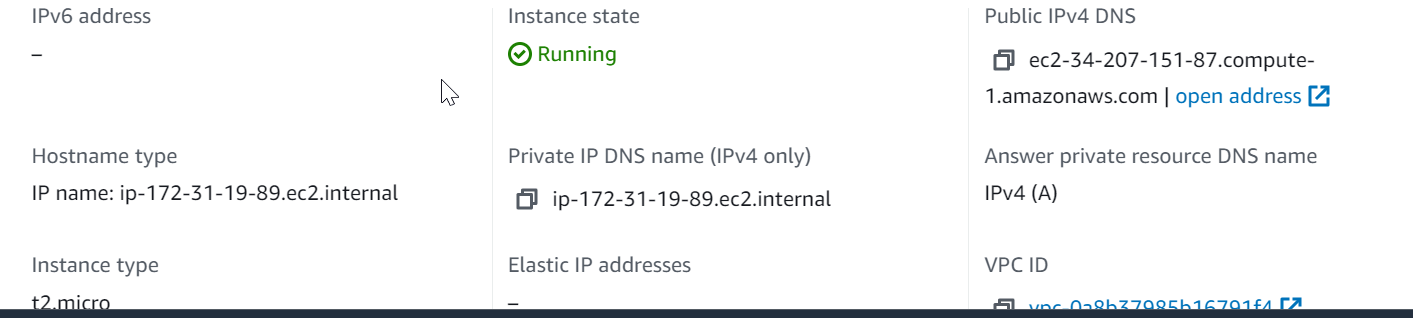 IPv6 address
–
Instance state
Running
Public IPv4 DNS
ec2-34-207-151-87.compute-
1.amazonaws.com | open address
Hostname type
IP name: ip-172-31-19-89.ec2.internal
Private IP DNS name (IPv4 only)
ip-172-31-19-89.ec2.internal
Answer private resource DNS name
IPv4 (A)
Instance type
t2.micro
Elastic IP addresses
–
VPC ID
vpc-0a8b37985b16791f4